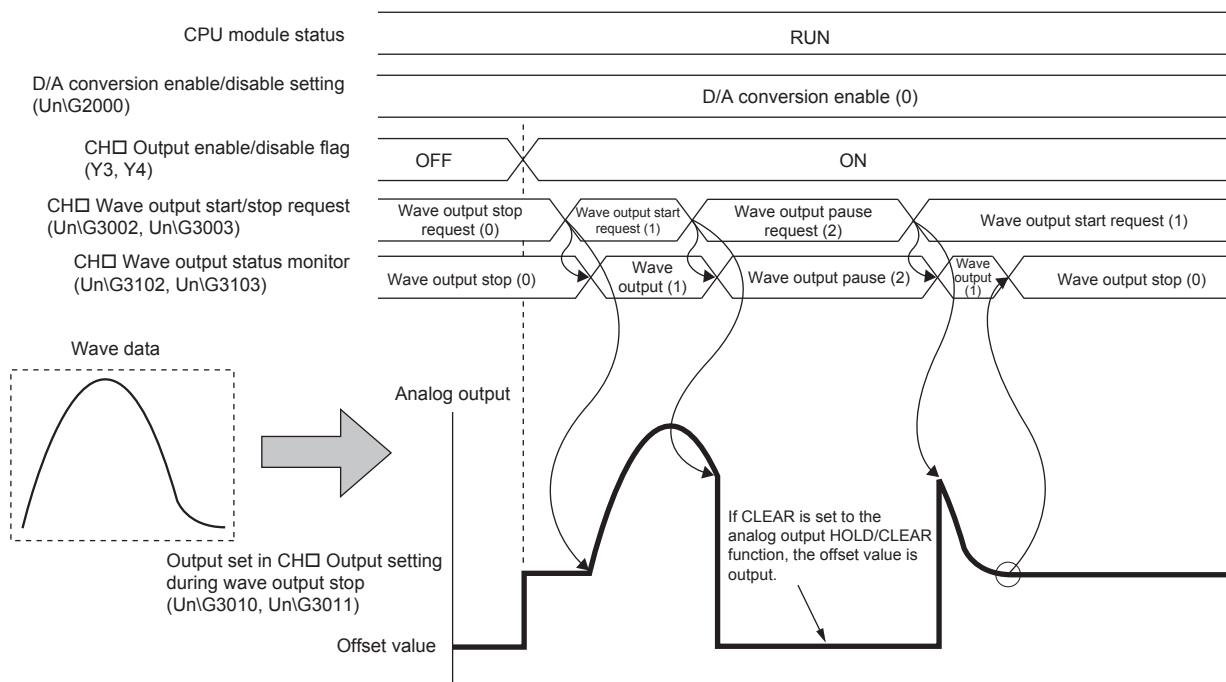 CPU module status
RUN
D/A conversion enable/disable setting
(Un\G2000)
D/A conversion enable (0)
CH□ Output enable/disable flag
(Y3, Y4)
OFF
ON
CH□ Wave output start/stop request
(Un\G3002, Un\G3003)
Wave output stop
request (0)
Wave output start
request (1)
Wave output pause
request (2)
Wave output start request (1)
CH□ Wave output status monitor
(Un\G3102, Un\G3103)
Wave output stop (0)
Wave
output (1)
Wave output pause (2)
Wave
output
(1)
Wave output stop (0)
Wave data
Analog output
If CLEAR is set to the
analog output HOLD/CLEAR
function, the offset value is
output.
Output set in CH□ Output setting
during wave output stop
(Un\G3010, Un\G3011)
Offset value